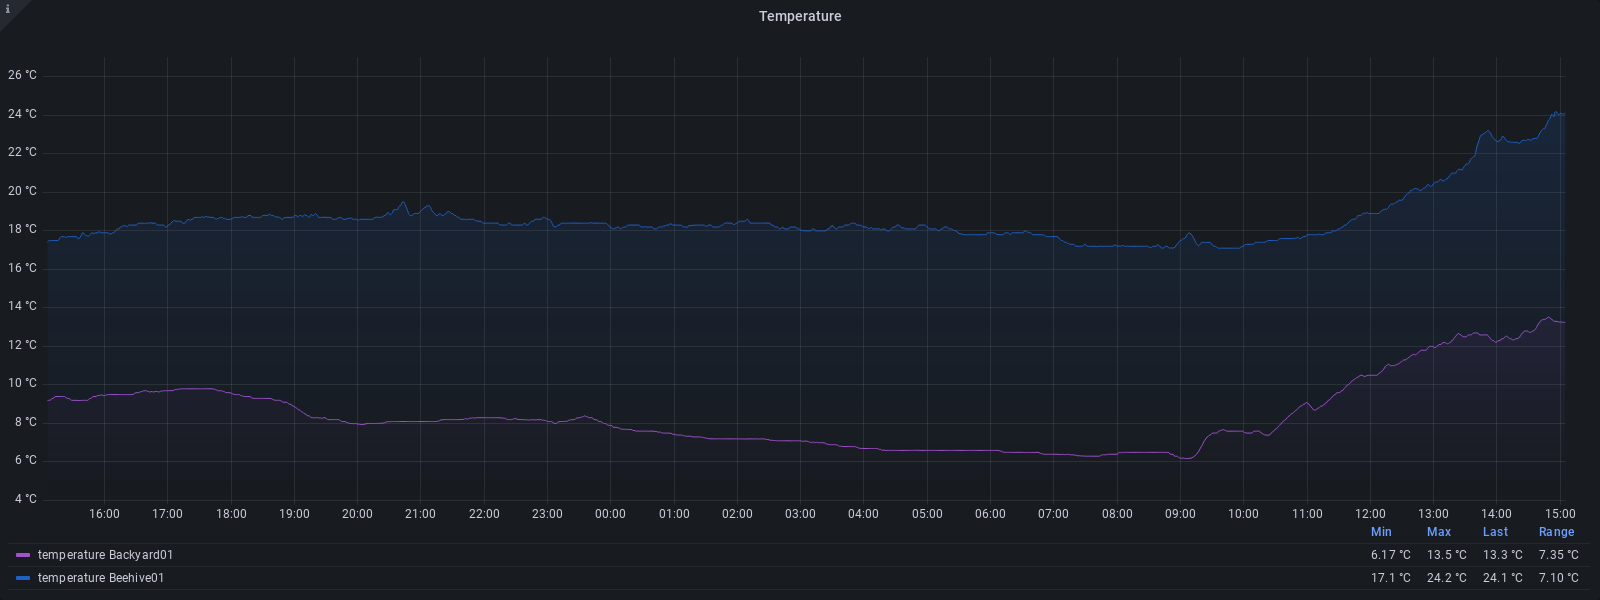 i
Temperature
26 °C
24 °C
22 °C
20 °C
18 °C
16 °C
14 °C
12 °C
10 °C
8 °C
6 °C
4 °C
16:00 17:00 18:00 19:00 20:00 21:00 22:00 23:00 00:00 01:00 02:00 03:00 04:00 05:00 06:00 07:00 08:00 09:00 10:00 11:00 12:00 13:00 14:00 15:00
Min Max Last Range
temperature Backyard01 6.17 °C 13.5 °C 13.3 °C 7.35 °C
temperature Beehive01 17.1 °C 24.2 °C 24.1 °C 7.10 °C